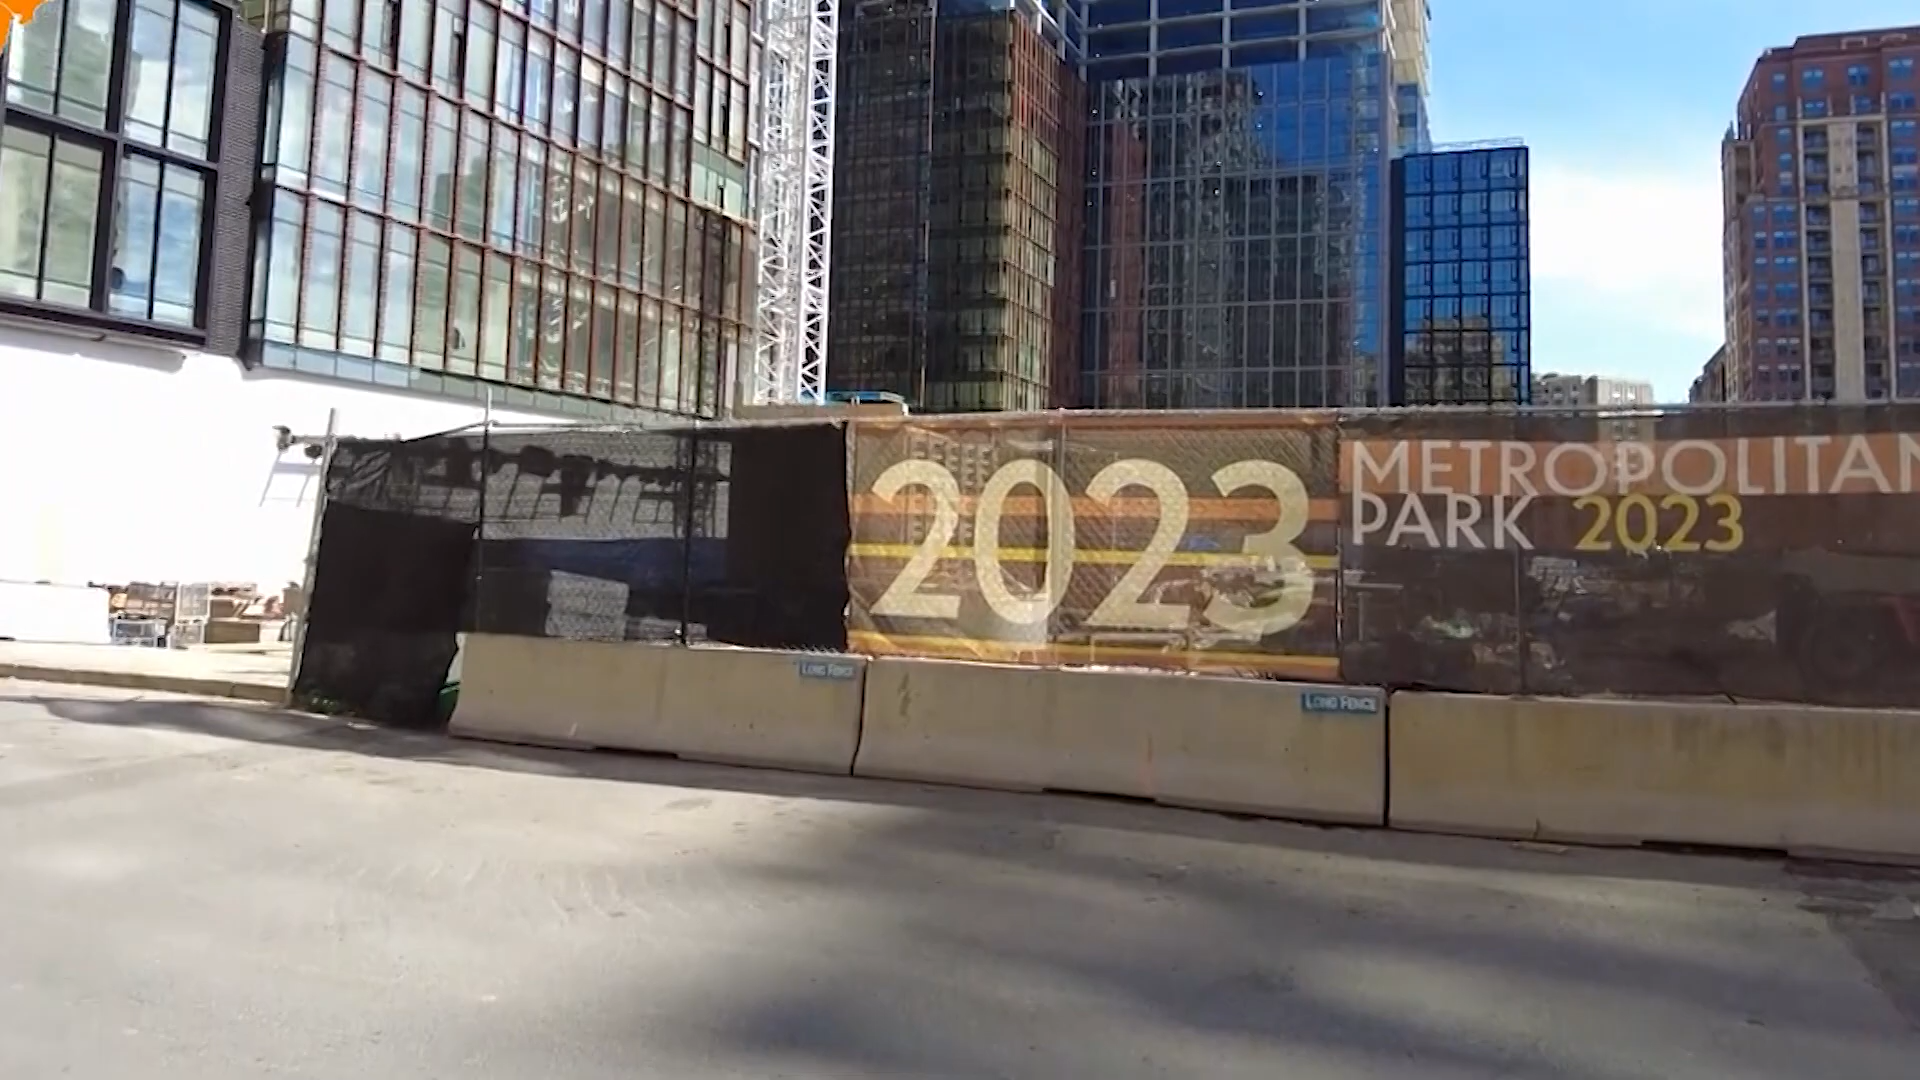 2023
METROPOLITAN
PARK 2023
LONG FENCE
LONG FENCE